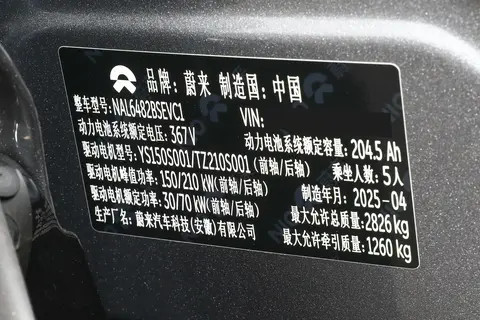 品牌: 蔚来 制造国: 中国
整车型号: NAL6482BSEVC1 VIN:
动力电池系统额定电压: 367V 动力电池系统额定容量: 204.5 Ah
驱动电机型号: YS150S001/TZ210S001 (前轴/后轴) 乘坐人数: 5人
驱动电机峰值功率: 150/210 kW (前轴/后轴) 制造年月: 2025-04
驱动电机额定功率: 30/70 kW (前轴/后轴) 最大允许总质量: 2826 kg
生产厂名: 蔚来汽车科技(安徽)有限公司 最大允许牵引质量: 1260 kg